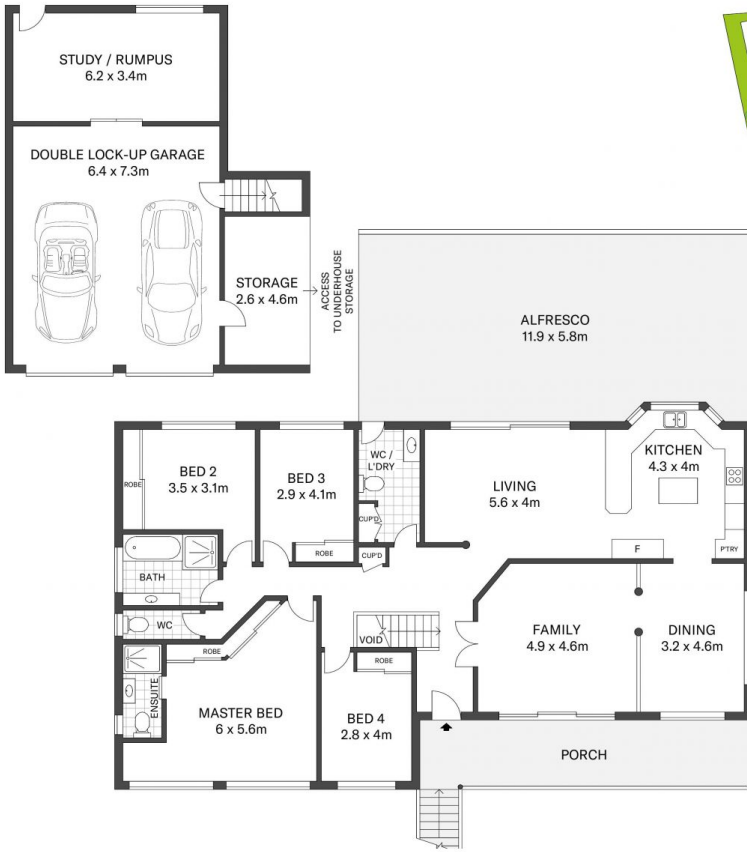 STUDY / RUMPUS
6.2 x 3.4m
DOUBLE LOCK-UP GARAGE
6.4 x 7.3m
STORAGE
2.6 x 4.6m
ACCESS
TO UNDERHOUSE
STORAGE
ALFRESCO
11.9 x 5.8m
BED 2
3.5 x 3.1m
ROBE
BED 3
2.9 x 4.1m
ROBE
WC /
L'DRY
CUP'D
CUP'D
LIVING
5.6 x 4m
KITCHEN
4.3 x 4m
F
P'TRY
BATH
WC
ROBE
ENSUITE
MASTER BED
6 x 5.6m
VOID
ROBE
BED 4
2.8 x 4m
FAMILY
4.9 x 4.6m
DINING
3.2 x 4.6m
PORCH